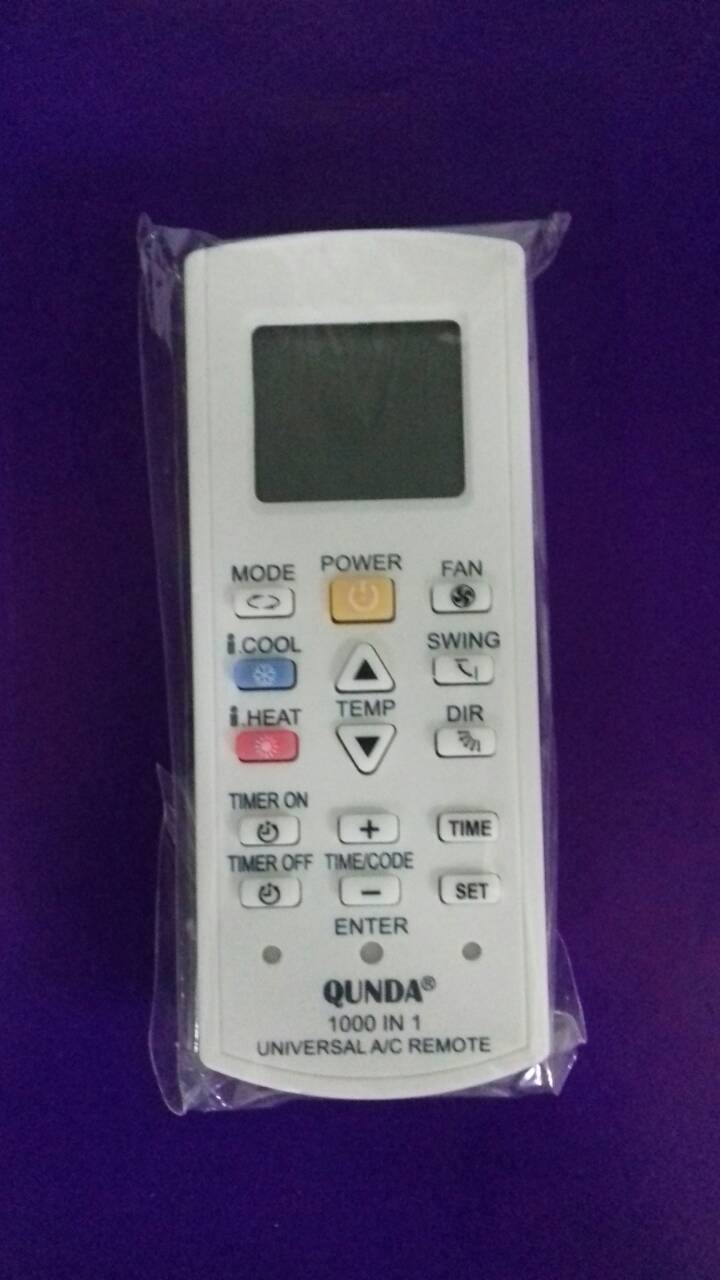 POWER
MODE
FAN
i.COOL
SWING
i.HEAT
TEMP
DIR
TIMER ON
+
TIME
TIMER OFF
TIME/CODE
−
SET
ENTER
QUNDA®
1000 IN 1
UNIVERSAL A/C REMOTE